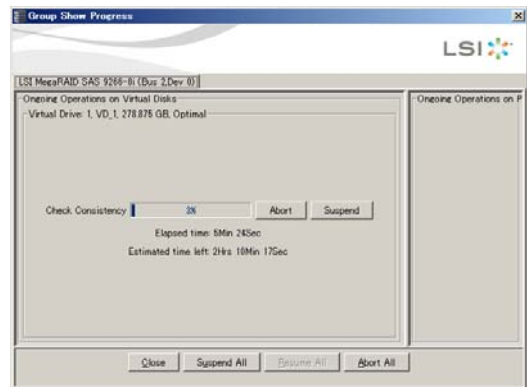 Group Show Progress
LSI
LSI MegaRAID SAS 9266-8i (Bus 2,Dev 0)
Ongoing Operations on Virtual Disks
Ongoing Operations on P
Virtual Drive: 1, VD_1, 278.875 GB, Optimal
Check Consistency 3% Abort Suspend
Elapsed time: 5Min 24Sec
Estimated time left: 2Hrs 10Min 17Sec
Close Suspend All Resume All Abort All